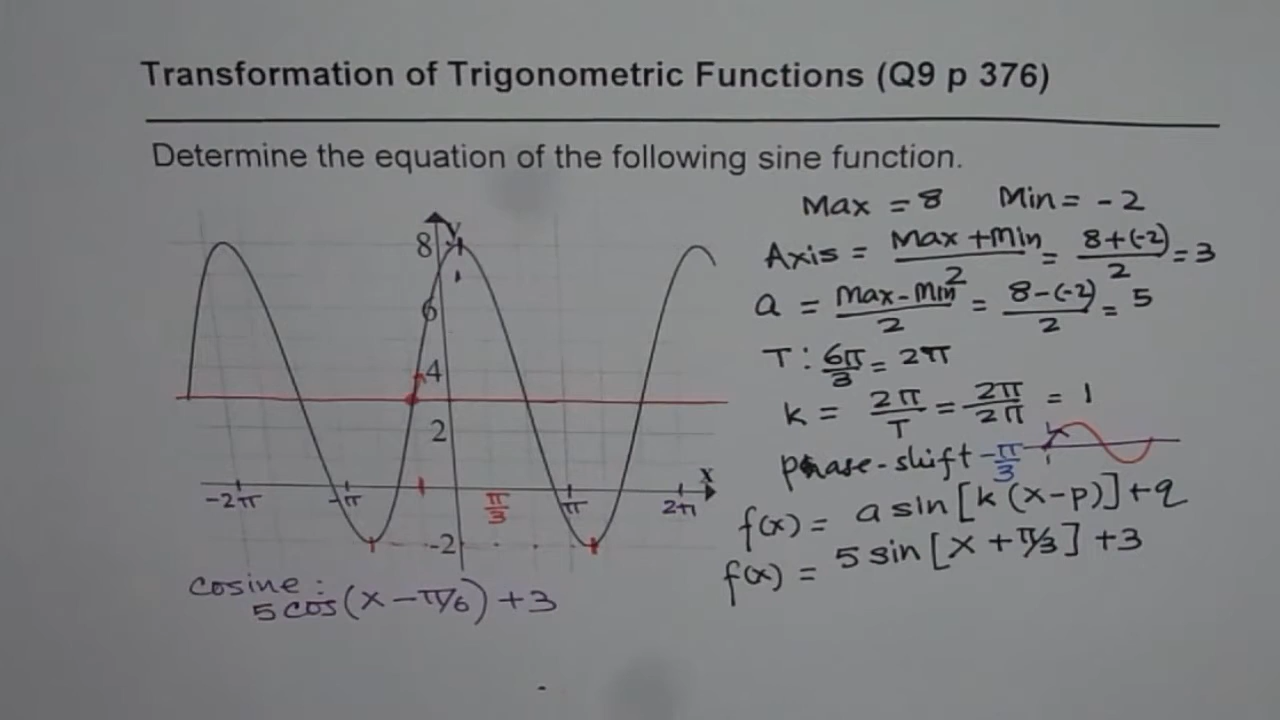 Transformation of Trigonometric Functions (Q9 p 376)
Determine the equation of the following sine function.
Max = 8 Min = -2
Axis = Max + Min / 2 = 8+(-2) / 2 = 3
a = Max - Min / 2 = 8-(-2) / 2 = 5
T : 6π/3 = 2π
k = 2π/T = 2π/2π = 1
phase-shift -π/3
f(x) = a sin [k (x-p)] + q
f(x) = 5 sin [x + π/3] + 3
y
8
6
4
2
x
-2π -π π/3 π 2π
-2
cosine :
5 cos (x - π/6) + 3